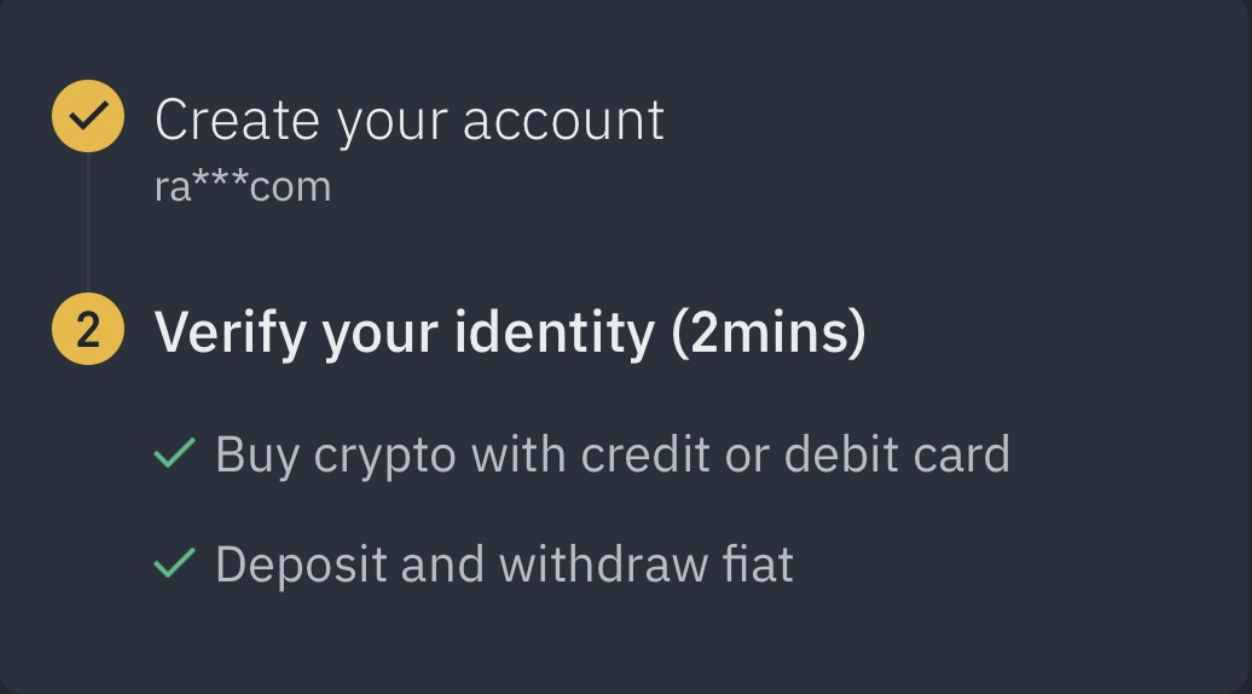 Create your account
ra***com
2 Verify your identity (2mins)
Buy crypto with credit or debit card
Deposit and withdraw fiat